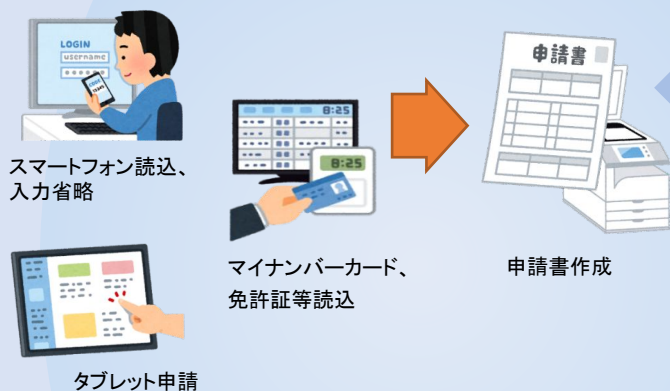 LOGIN
username
CODE
スマートフォン読込、
入力省略
8:25
8:25
マイナンバーカード、
免許証等読込
申請書
申請書作成
タブレット申請